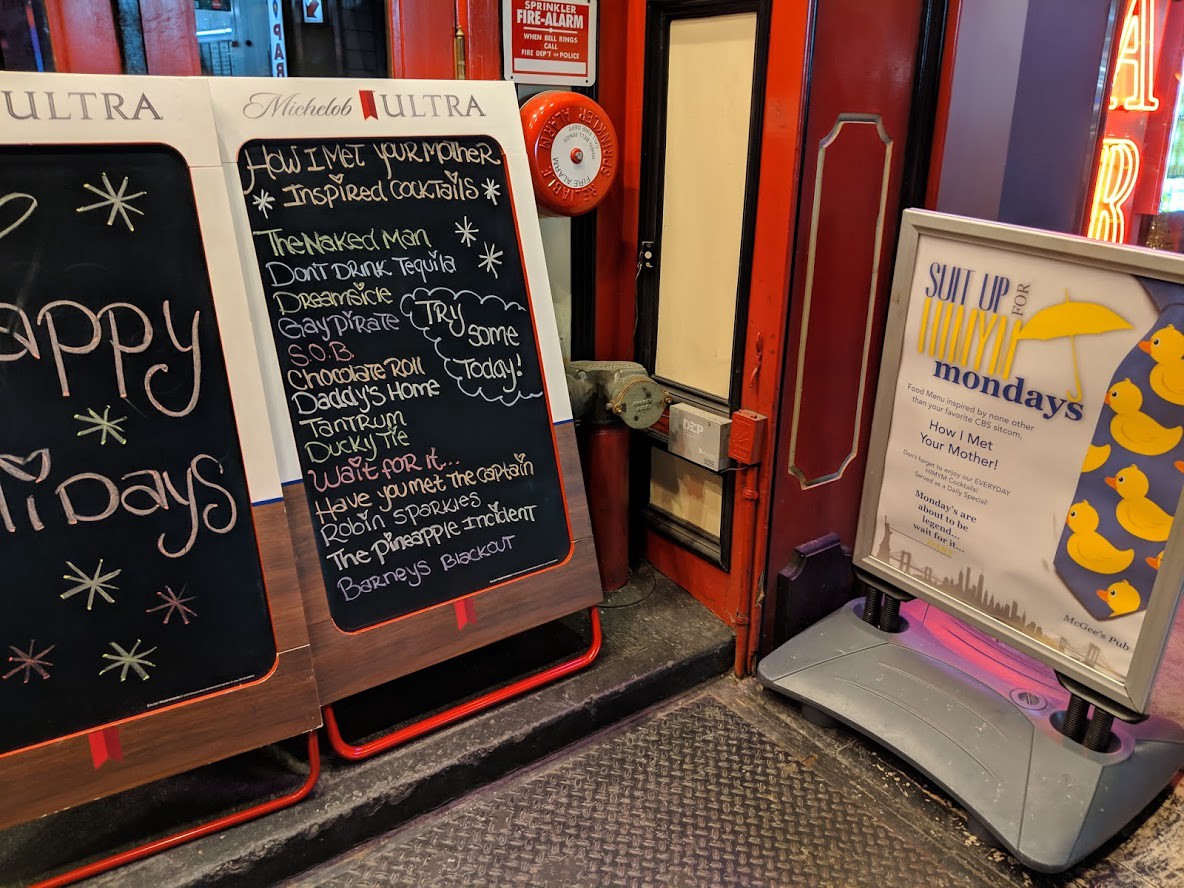 ULTRA
appy
liDays
Michelob ULTRA
How I Met Your Mother
Inspired Cocktails
The Naked Man
Don't Drink Tequila
Dreamsicle
Gay Pirate
S.O.B.
Chocolate Roll
Daddy's Home
Tantrum
Ducky Tie
Wait for it...
Have you met the captain
Robin Sparkles
The Pineapple Incident
Barneys Blackout
Try
some
Today!
SPRINKLER
FIRE-ALARM
WHEN BELL RINGS
CALL
FIRE DEP'T OR POLICE
SPRINKLER ALARM
RELIABLE
FIRE ALARM
A
R
SUIT UP FOR
HIMYM
mondays
Food Menu inspired by none other
than your favorite CBS sitcom,
How I Met
Your Mother!
Don't forget to enjoy our EVERYDAY
HIMYM Cocktails!
Served as a Daily Special!
Monday's are
about to be
legend...
wait for it...
McGee's Pub